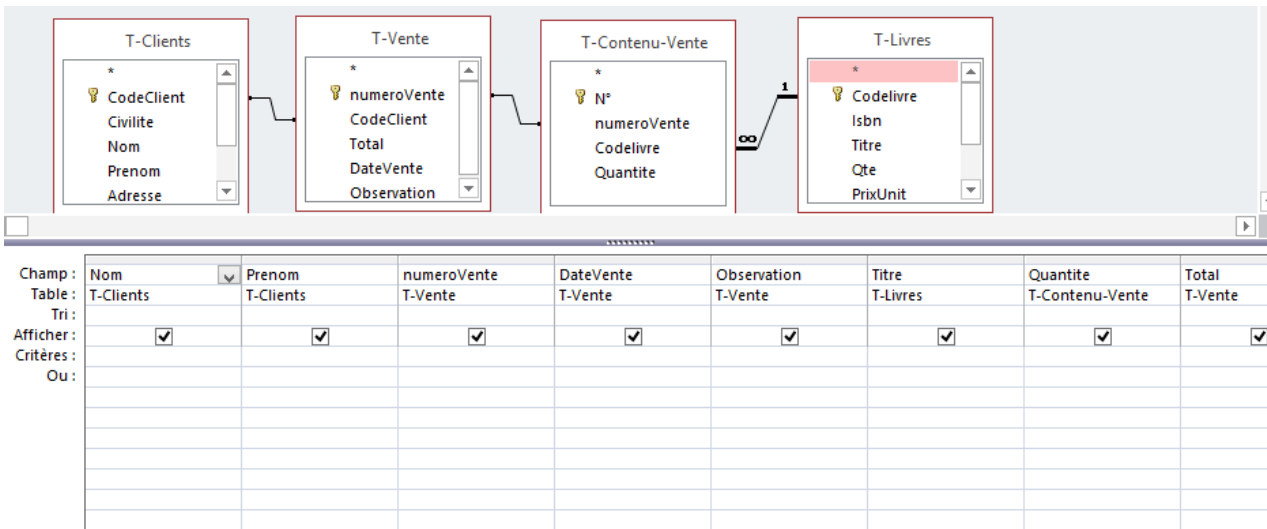 T-Clients
*
CodeClient
Civilite
Nom
Prenom
Adresse
T-Vente
*
numeroVente
CodeClient
Total
DateVente
Observation
T-Contenu-Vente
*
N°
numeroVente
Codelivre
Quantite
T-Livres
*
Codelivre
Isbn
Titre
Qte
PrixUnit
1
∞
Champ : Nom Prenom numeroVente DateVente Observation Titre Quantite Total
Table : T-Clients T-Clients T-Vente T-Vente T-Vente T-Livres T-Contenu-Vente T-Vente
Tri :
Afficher :
Critères :
Ou :